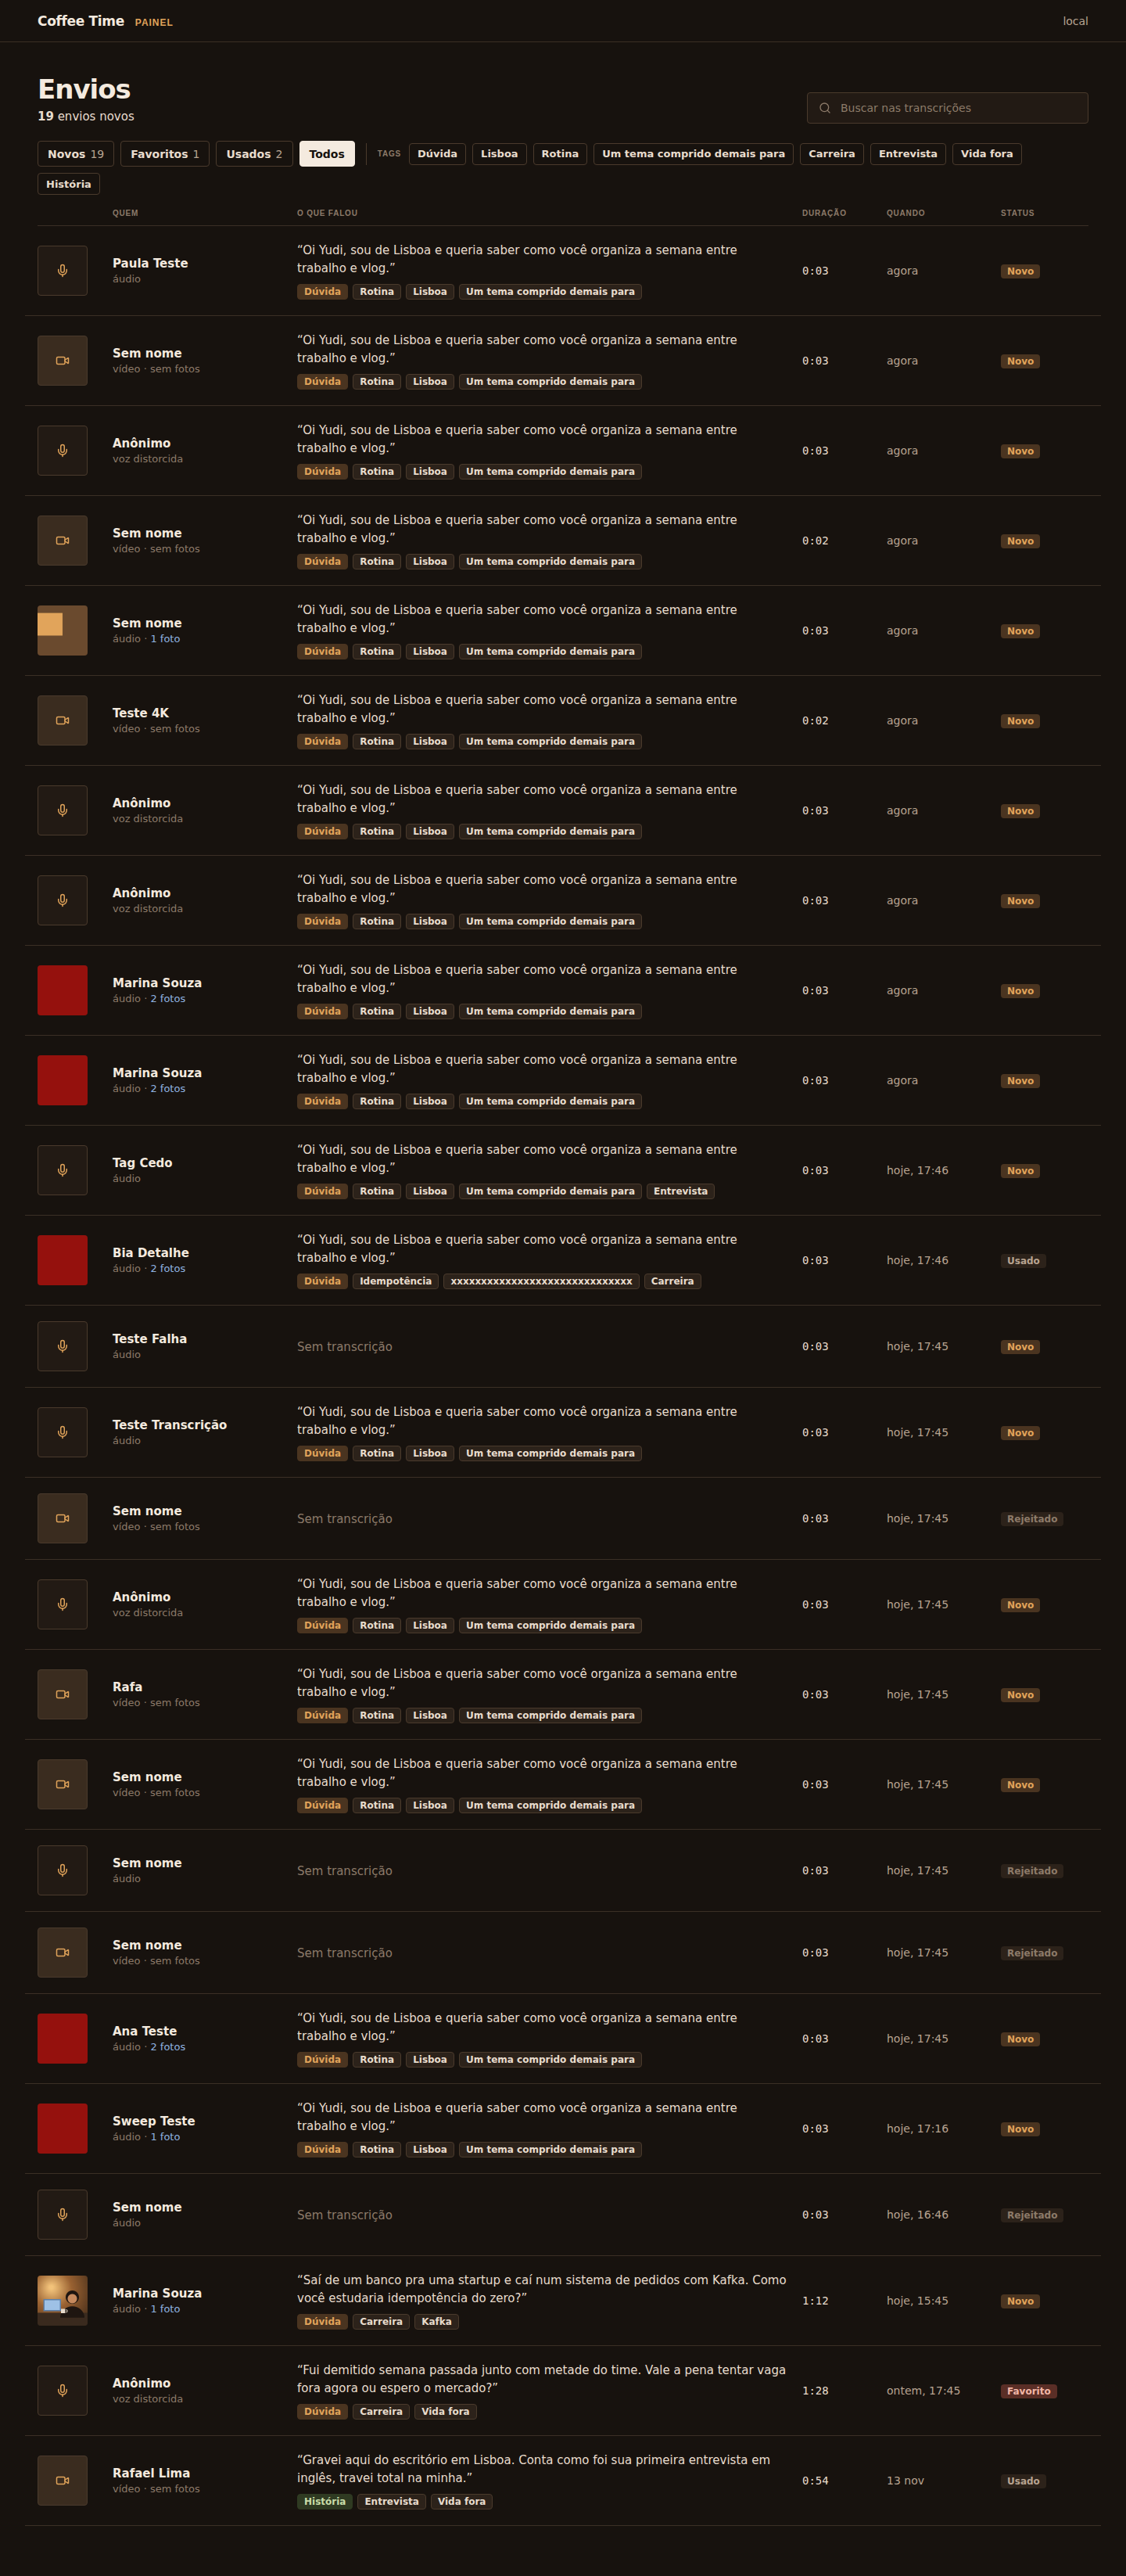 Coffee Time PAINEL local
Envios
19 envios novos
Buscar nas transcrições
Novos 19 Favoritos 1 Usados 2 Todos TAGS Dúvida Lisboa Rotina Um tema comprido demais para Carreira Entrevista Vida fora
História
QUEM O QUE FALOU DURAÇÃO QUANDO STATUS
Paula Teste
áudio
“Oi Yudi, sou de Lisboa e queria saber como você organiza a semana entre
trabalho e vlog.”
Dúvida Rotina Lisboa Um tema comprido demais para
0:03 agora Novo
Sem nome
vídeo · sem fotos
“Oi Yudi, sou de Lisboa e queria saber como você organiza a semana entre
trabalho e vlog.”
Dúvida Rotina Lisboa Um tema comprido demais para
0:03 agora Novo
Anônimo
voz distorcida
“Oi Yudi, sou de Lisboa e queria saber como você organiza a semana entre
trabalho e vlog.”
Dúvida Rotina Lisboa Um tema comprido demais para
0:03 agora Novo
Sem nome
vídeo · sem fotos
“Oi Yudi, sou de Lisboa e queria saber como você organiza a semana entre
trabalho e vlog.”
Dúvida Rotina Lisboa Um tema comprido demais para
0:02 agora Novo
Sem nome
áudio · 1 foto
“Oi Yudi, sou de Lisboa e queria saber como você organiza a semana entre
trabalho e vlog.”
Dúvida Rotina Lisboa Um tema comprido demais para
0:03 agora Novo
Teste 4K
vídeo · sem fotos
“Oi Yudi, sou de Lisboa e queria saber como você organiza a semana entre
trabalho e vlog.”
Dúvida Rotina Lisboa Um tema comprido demais para
0:02 agora Novo
Anônimo
voz distorcida
“Oi Yudi, sou de Lisboa e queria saber como você organiza a semana entre
trabalho e vlog.”
Dúvida Rotina Lisboa Um tema comprido demais para
0:03 agora Novo
Anônimo
voz distorcida
“Oi Yudi, sou de Lisboa e queria saber como você organiza a semana entre
trabalho e vlog.”
Dúvida Rotina Lisboa Um tema comprido demais para
0:03 agora Novo
Marina Souza
áudio · 2 fotos
“Oi Yudi, sou de Lisboa e queria saber como você organiza a semana entre
trabalho e vlog.”
Dúvida Rotina Lisboa Um tema comprido demais para
0:03 agora Novo
Marina Souza
áudio · 2 fotos
“Oi Yudi, sou de Lisboa e queria saber como você organiza a semana entre
trabalho e vlog.”
Dúvida Rotina Lisboa Um tema comprido demais para
0:03 agora Novo
Tag Cedo
áudio
“Oi Yudi, sou de Lisboa e queria saber como você organiza a semana entre
trabalho e vlog.”
Dúvida Rotina Lisboa Um tema comprido demais para Entrevista
0:03 hoje, 17:46 Novo
Bia Detalhe
áudio · 2 fotos
“Oi Yudi, sou de Lisboa e queria saber como você organiza a semana entre
trabalho e vlog.”
Dúvida Idempotência xxxxxxxxxxxxxxxxxxxxxxxxxxxxxx Carreira
0:03 hoje, 17:46 Usado
Teste Falha
áudio
Sem transcrição
0:03 hoje, 17:45 Novo
Teste Transcrição
áudio
“Oi Yudi, sou de Lisboa e queria saber como você organiza a semana entre
trabalho e vlog.”
Dúvida Rotina Lisboa Um tema comprido demais para
0:03 hoje, 17:45 Novo
Sem nome
vídeo · sem fotos
Sem transcrição
0:03 hoje, 17:45 Rejeitado
Anônimo
voz distorcida
“Oi Yudi, sou de Lisboa e queria saber como você organiza a semana entre
trabalho e vlog.”
Dúvida Rotina Lisboa Um tema comprido demais para
0:03 hoje, 17:45 Novo
Rafa
vídeo · sem fotos
“Oi Yudi, sou de Lisboa e queria saber como você organiza a semana entre
trabalho e vlog.”
Dúvida Rotina Lisboa Um tema comprido demais para
0:03 hoje, 17:45 Novo
Sem nome
vídeo · sem fotos
“Oi Yudi, sou de Lisboa e queria saber como você organiza a semana entre
trabalho e vlog.”
Dúvida Rotina Lisboa Um tema comprido demais para
0:03 hoje, 17:45 Novo
Sem nome
áudio
Sem transcrição
0:03 hoje, 17:45 Rejeitado
Sem nome
vídeo · sem fotos
Sem transcrição
0:03 hoje, 17:45 Rejeitado
Ana Teste
áudio · 2 fotos
“Oi Yudi, sou de Lisboa e queria saber como você organiza a semana entre
trabalho e vlog.”
Dúvida Rotina Lisboa Um tema comprido demais para
0:03 hoje, 17:45 Novo
Sweep Teste
áudio · 1 foto
“Oi Yudi, sou de Lisboa e queria saber como você organiza a semana entre
trabalho e vlog.”
Dúvida Rotina Lisboa Um tema comprido demais para
0:03 hoje, 17:16 Novo
Sem nome
áudio
Sem transcrição
0:03 hoje, 16:46 Rejeitado
Marina Souza
áudio · 1 foto
“Saí de um banco pra uma startup e caí num sistema de pedidos com Kafka. Como
você estudaria idempotência do zero?”
Dúvida Carreira Kafka
1:12 hoje, 15:45 Novo
Anônimo
voz distorcida
“Fui demitido semana passada junto com metade do time. Vale a pena tentar vaga
fora agora ou espero o mercado?”
Dúvida Carreira Vida fora
1:28 ontem, 17:45 Favorito
Rafael Lima
vídeo · sem fotos
“Gravei aqui do escritório em Lisboa. Conta como foi sua primeira entrevista em
inglês, travei total na minha.”
História Entrevista Vida fora
0:54 13 nov Usado